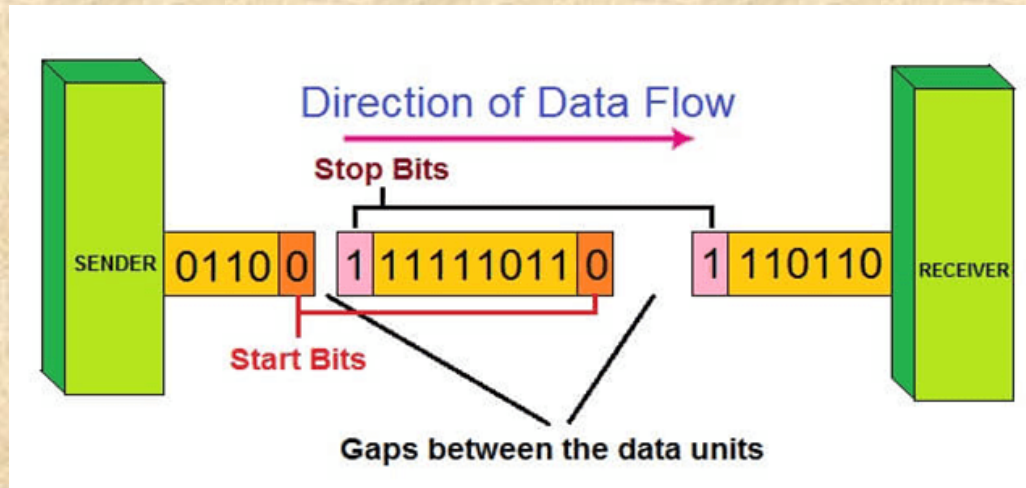 Direction of Data Flow
Stop Bits
SENDER 0110 0 1 11111011 0 1 110110 RECEIVER
Start Bits
Gaps between the data units